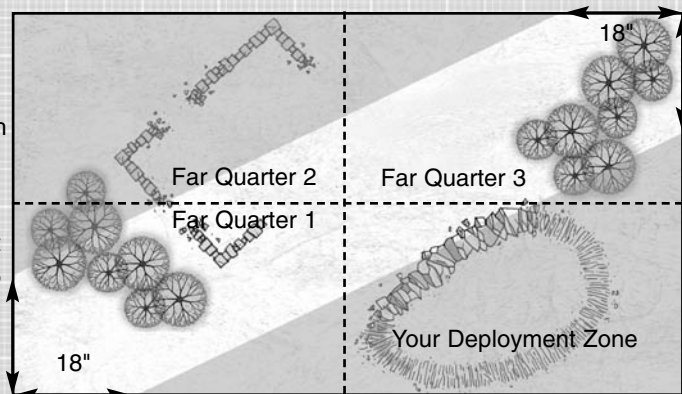 18"
n
Far Quarter 2
Far Quarter 3
Far Quarter 1
Your Deployment Zone
18"